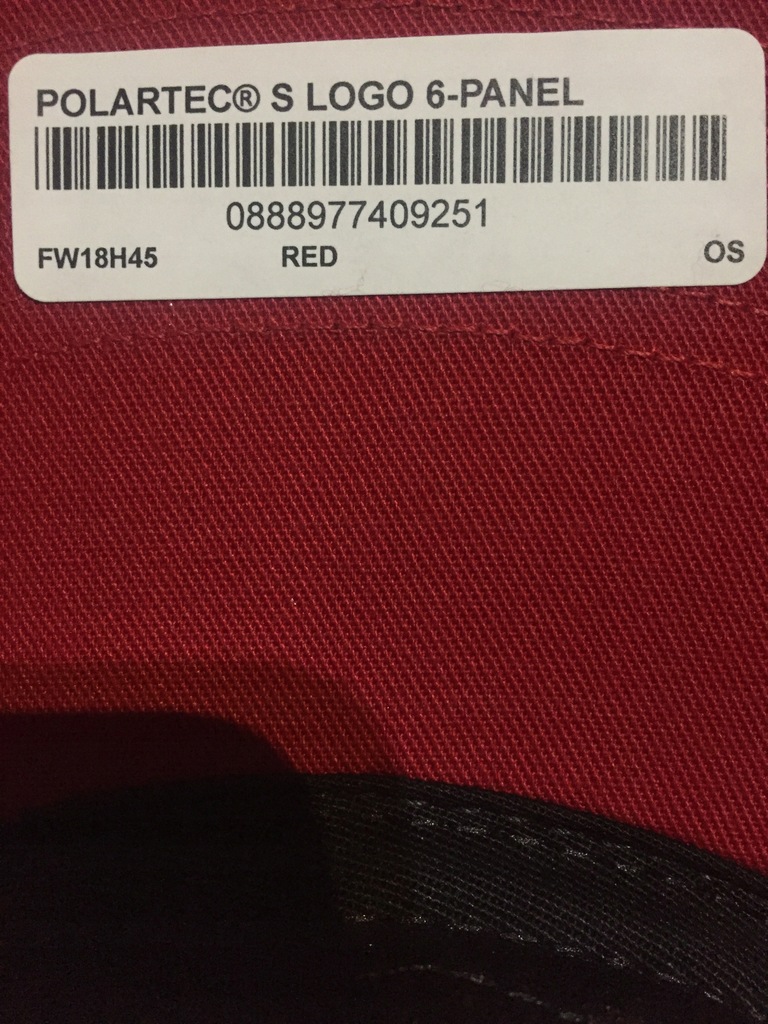 POLARTEC® S LOGO 6-PANEL
0888977409251
FW18H45 RED OS